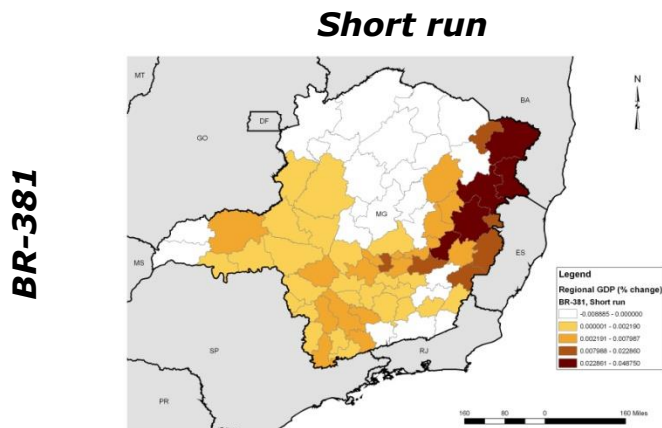 Short run
BR-381
MT
BA
N
DF
GO
MG
MS
ES
SP
RJ
PR
Legend
Regional GDP (% change)
BR-381, Short run
-0.008885 - 0.000000
0.000001 - 0.002190
0.002191 - 0.007987
0.007988 - 0.022860
0.022861 - 0.048750
160 80 0 160 Miles